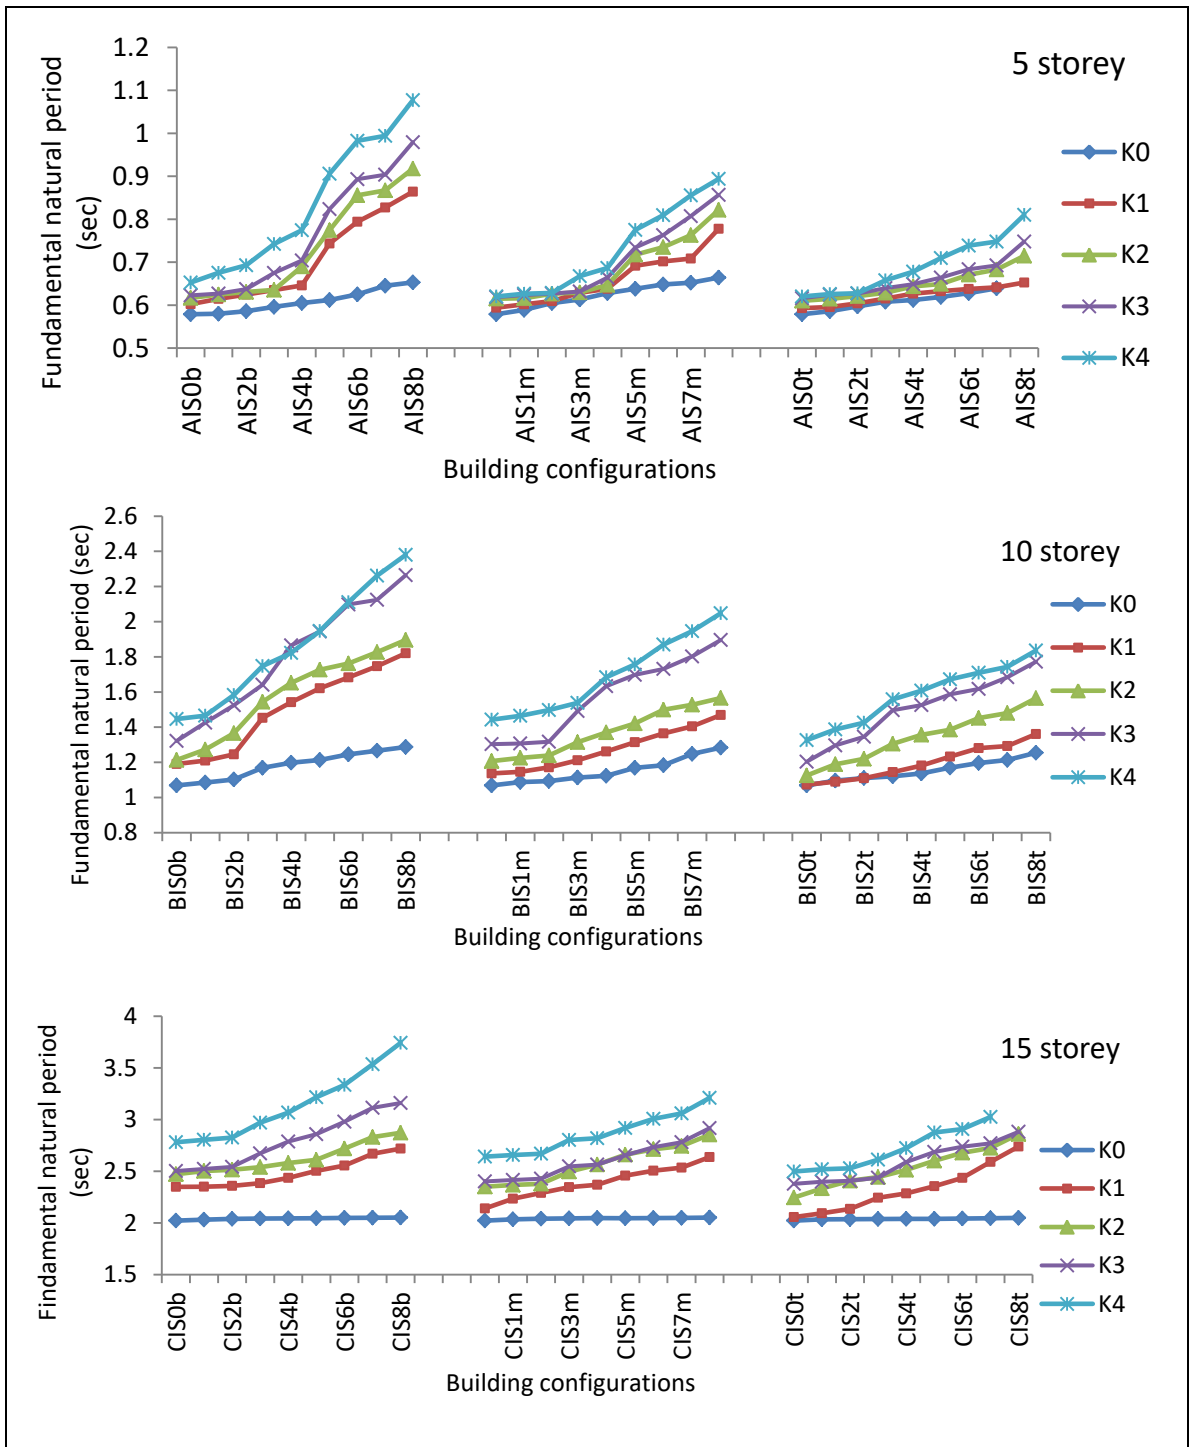 5 storey
Fundamental natural period
(sec)
1.2
1.1
1
0.9
0.8
0.7
0.6
0.5
AIS0b
AIS2b
AIS4b
AIS6b
AIS8b
AIS1m
AIS3m
AIS5m
AIS7m
AIS0t
AIS2t
AIS4t
AIS6t
AIS8t
Building configurations
K0
K1
K2
K3
K4
10 storey
Fundamental natural period (sec)
2.6
2.4
2.2
2
1.8
1.6
1.4
1.2
1
0.8
BIS0b
BIS2b
BIS4b
BIS6b
BIS8b
BIS1m
BIS3m
BIS5m
BIS7m
BIS0t
BIS2t
BIS4t
BIS6t
BIS8t
Building configurations
K0
K1
K2
K3
K4
15 storey
Findamental natural period
(sec)
4
3.5
3
2.5
2
1.5
CIS0b
CIS2b
CIS4b
CIS6b
CIS8b
CIS1m
CIS3m
CIS5m
CIS7m
CIS0t
CIS2t
CIS4t
CIS6t
CIS8t
Building configurations
K0
K1
K2
K3
K4